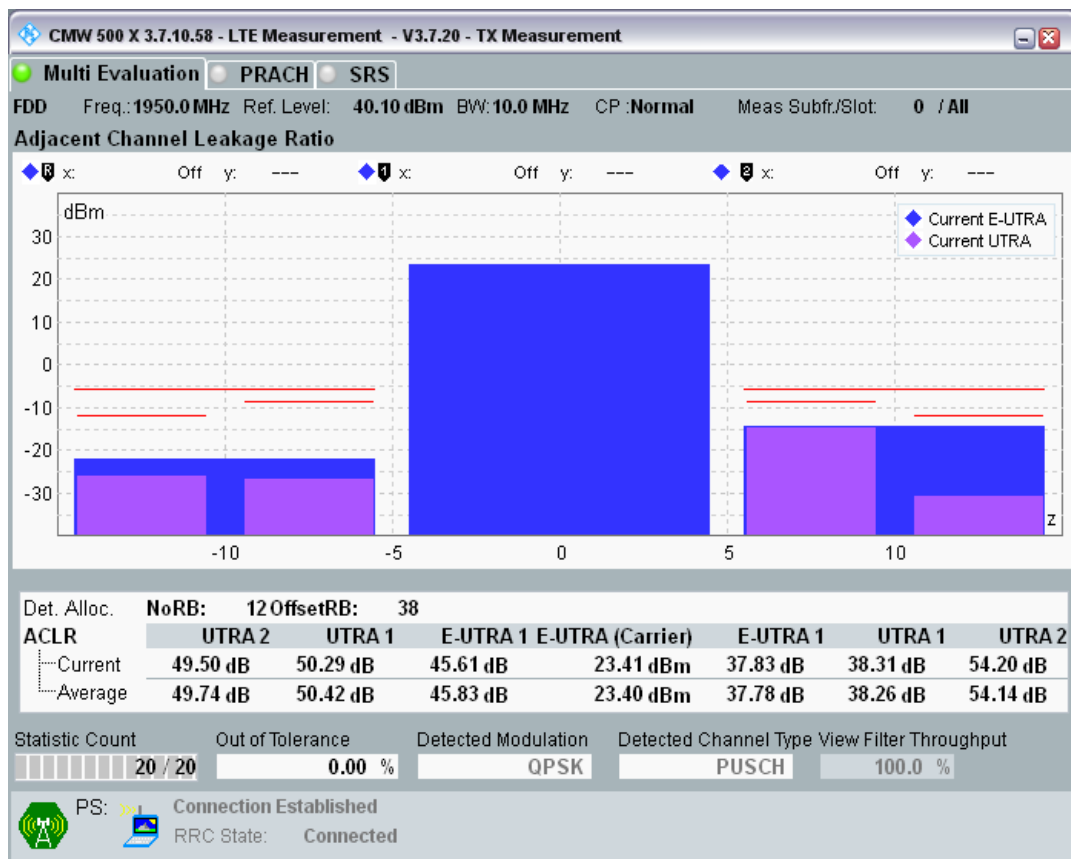 CMW 500 X 3.7.10.58 - LTE Measurement - V3.7.20 - TX Measurement
Multi Evaluation PRACH SRS
FDD Freq.:1950.0 MHz Ref. Level: 40.10 dBm BW: 10.0 MHz CP :Normal Meas Subfr./Slot: 0 / All
Adjacent Channel Leakage Ratio
R x: Off y: --- 1 x: Off y: --- 2 x: Off y: ---
dBm
Current E-UTRA
Current UTRA
30
20
10
0
-10
-20
-30
z
-10 -5 0 5 10
Det. Alloc. NoRB: 12 OffsetRB: 38
ACLR UTRA 2 UTRA 1 E-UTRA 1 E-UTRA (Carrier) E-UTRA 1 UTRA 1 UTRA 2
Current 49.50 dB 50.29 dB 45.61 dB 23.41 dBm 37.83 dB 38.31 dB 54.20 dB
Average 49.74 dB 50.42 dB 45.83 dB 23.40 dBm 37.78 dB 38.26 dB 54.14 dB
Statistic Count Out of Tolerance Detected Modulation Detected Channel Type View Filter Throughput
20 / 20 0.00 % QPSK PUSCH 100.0 %
PS: Connection Established
RRC State: Connected